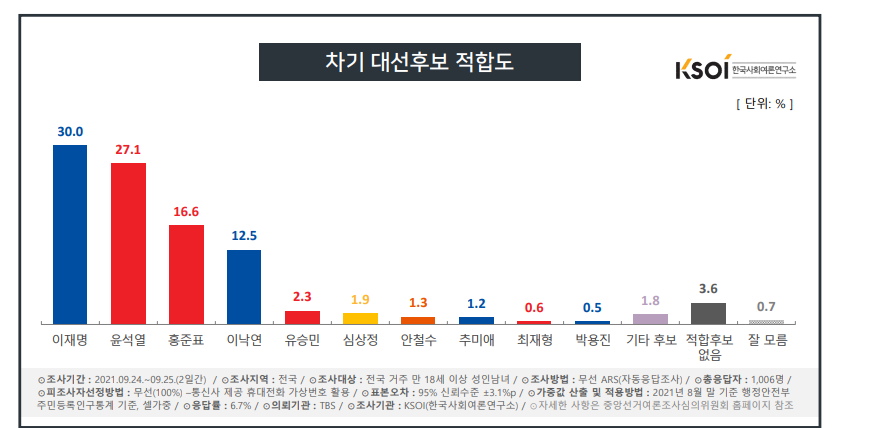 차기 대선후보 적합도
KSOI 한국사회여론연구소
[ 단위: % ]
30.0
27.1
16.6
12.5
2.3
1.9
1.3
1.2
0.6
0.5
1.8
3.6
0.7
이재명 윤석열 홍준표 이낙연 유승민 심상정 안철수 추미애 최재형 박용진 기타 후보 적합후보 잘 모름
없음
⊙조사기간 : 2021.09.24.~09.25.(2일간) / ⊙조사지역 : 전국 / ⊙조사대상 : 전국 거주 만 18세 이상 성인남녀 / ⊙조사방법 : 무선 ARS(자동응답조사) / ⊙총응답자 : 1,006명 /
⊙피조사자선정방법 : 무선(100%) –통신사 제공 휴대전화 가상번호 활용 / ⊙표본오차 : 95% 신뢰수준 ±3.1%p / ⊙가중값 산출 및 적용방법 : 2021년 8월 말 기준 행정안전부
주민등록인구통계 기준, 셀가중 / ⊙응답률 : 6.7% / ⊙의뢰기관 : TBS / ⊙조사기관 : KSOI(한국사회여론연구소) / ⊙자세한 사항은 중앙선거여론조사심의위원회 홈페이지 참조